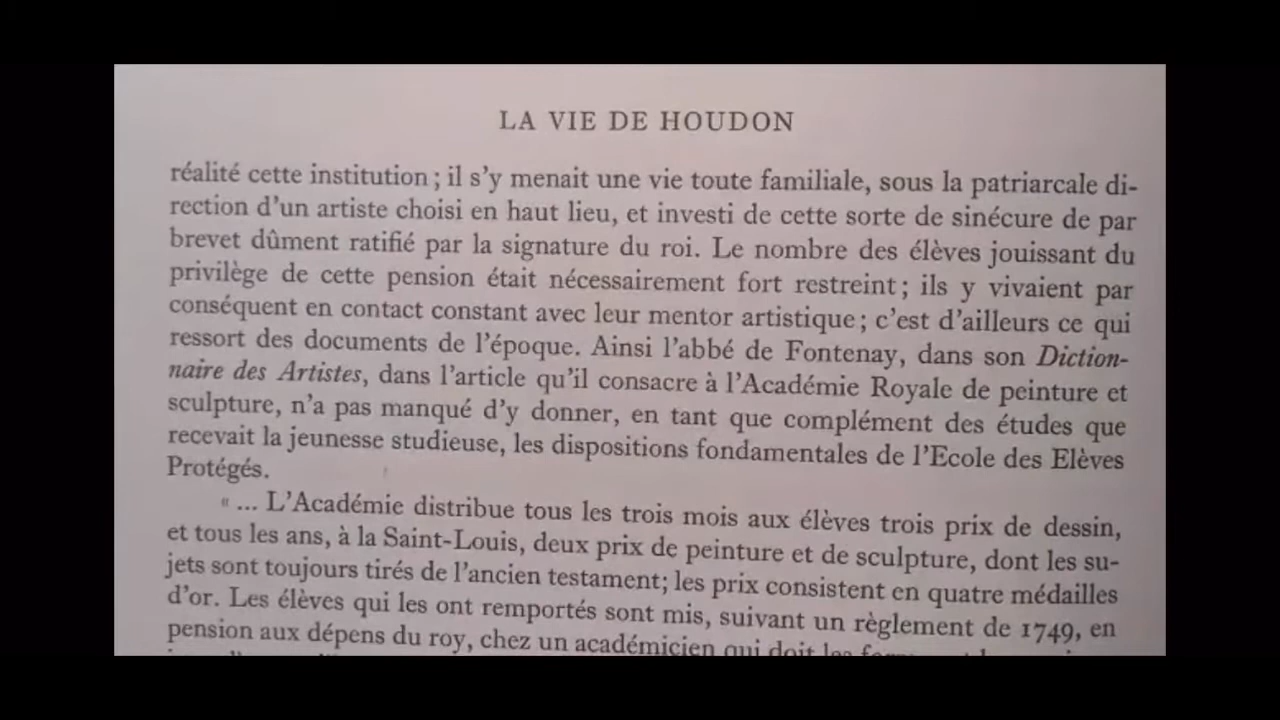 LA VIE DE HOUDON
réalité cette institution ; il s'y menait une vie toute familiale, sous la patriarcale di-
rection d'un artiste choisi en haut lieu, et investi de cette sorte de sinécure de par
brevet dûment ratifié par la signature du roi. Le nombre des élèves jouissant du
privilège de cette pension était nécessairement fort restreint ; ils y vivaient par
conséquent en contact constant avec leur mentor artistique ; c'est d'ailleurs ce qui
ressort des documents de l'époque. Ainsi l'abbé de Fontenay, dans son Diction-
naire des Artistes, dans l'article qu'il consacre à l'Académie Royale de peinture et
sculpture, n'a pas manqué d'y donner, en tant que complément des études que
recevait la jeunesse studieuse, les dispositions fondamentales de l'Ecole des Elèves
Protégés.
« ... L'Académie distribue tous les trois mois aux élèves trois prix de dessin,
et tous les ans, à la Saint-Louis, deux prix de peinture et de sculpture, dont les su-
jets sont toujours tirés de l'ancien testament; les prix consistent en quatre médailles
d'or. Les élèves qui les ont remportés sont mis, suivant un règlement de 1749, en
pension aux dépens du roy, chez un académicien qui doit les